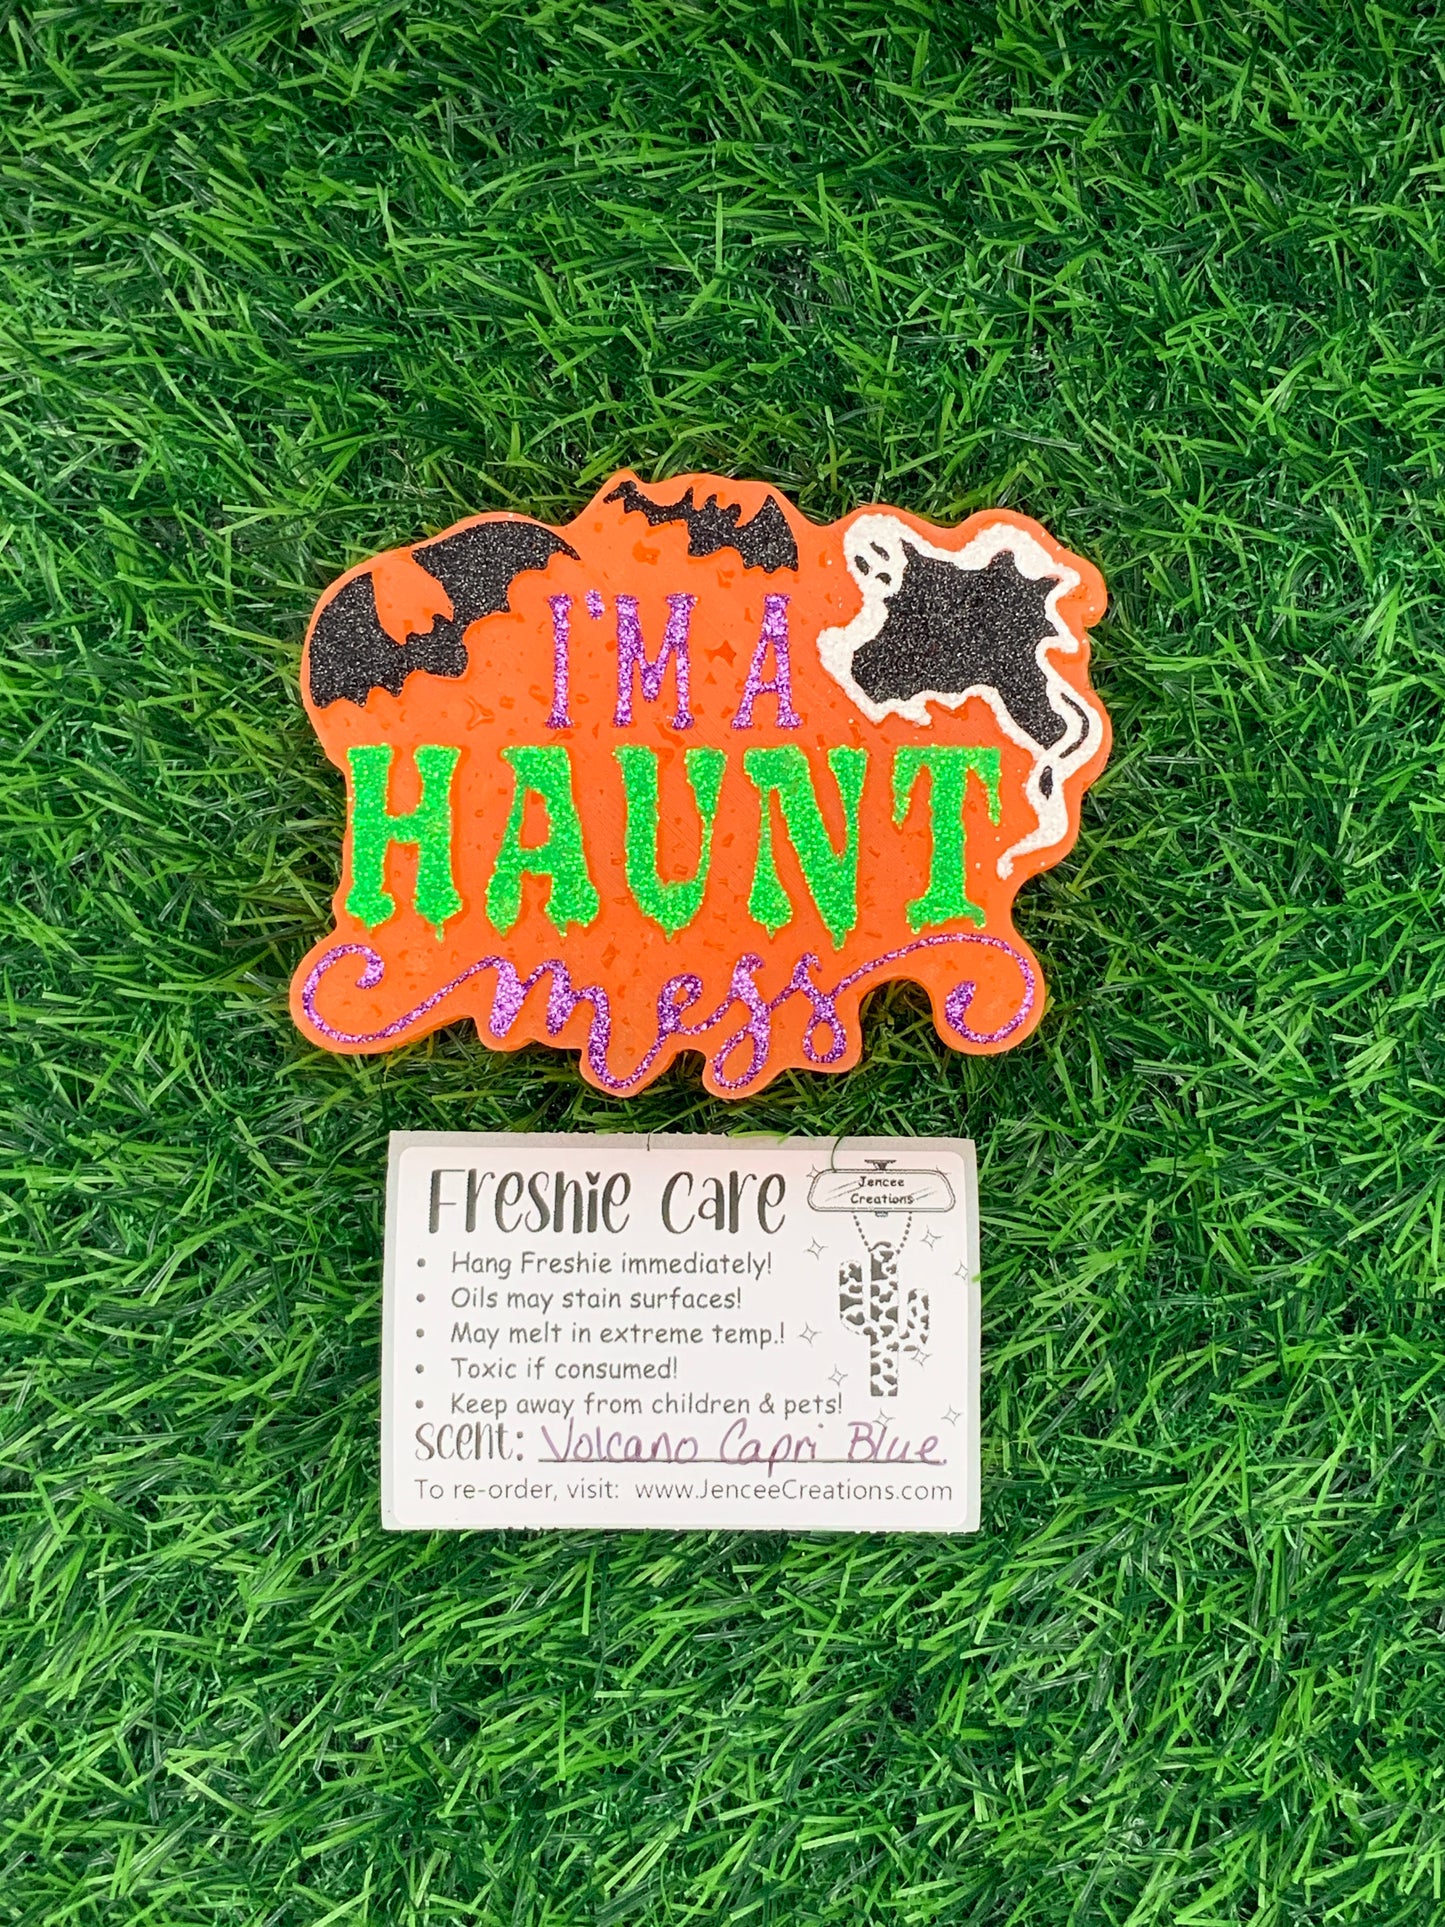 I'M A
HAUNT
mess
Freshie Care
Jencee
Creations
• Hang Freshie immediately!
• Oils may stain surfaces!
• May melt in extreme temp.!
• Toxic if consumed!
• Keep away from children & pets!
Scent: Volcano Capri Blue
To re-order, visit: www.JenceeCreations.com